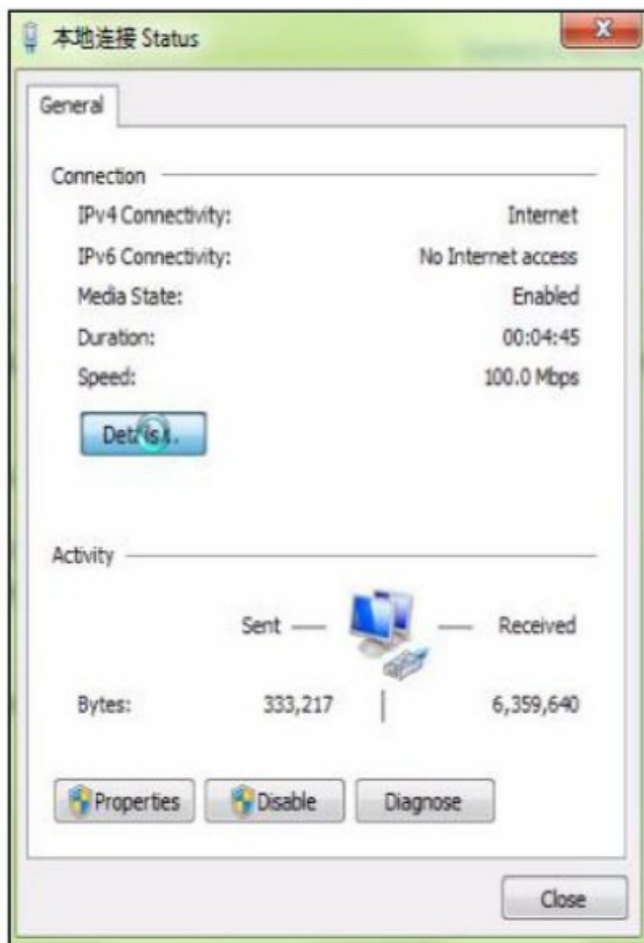 本地连接 Status
General
Connection
IPv4 Connectivity: Internet
IPv6 Connectivity: No Internet access
Media State: Enabled
Duration: 00:04:45
Speed: 100.0 Mbps
Details...
Activity
Sent — — Received
Bytes: 333,217 | 6,359,640
Properties Disable Diagnose
Close